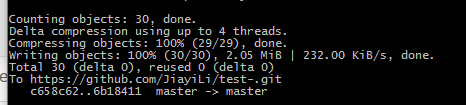 Counting objects: 30, done.
Delta compression using up to 4 threads.
Compressing objects: 100% (29/29), done.
Writing objects: 100% (30/30), 2.05 MiB | 232.00 KiB/s, done.
Total 30 (delta 0), reused 0 (delta 0)
To https://github.com/JiayiLi/test-.git
   c658c62..6b18411  master -> master